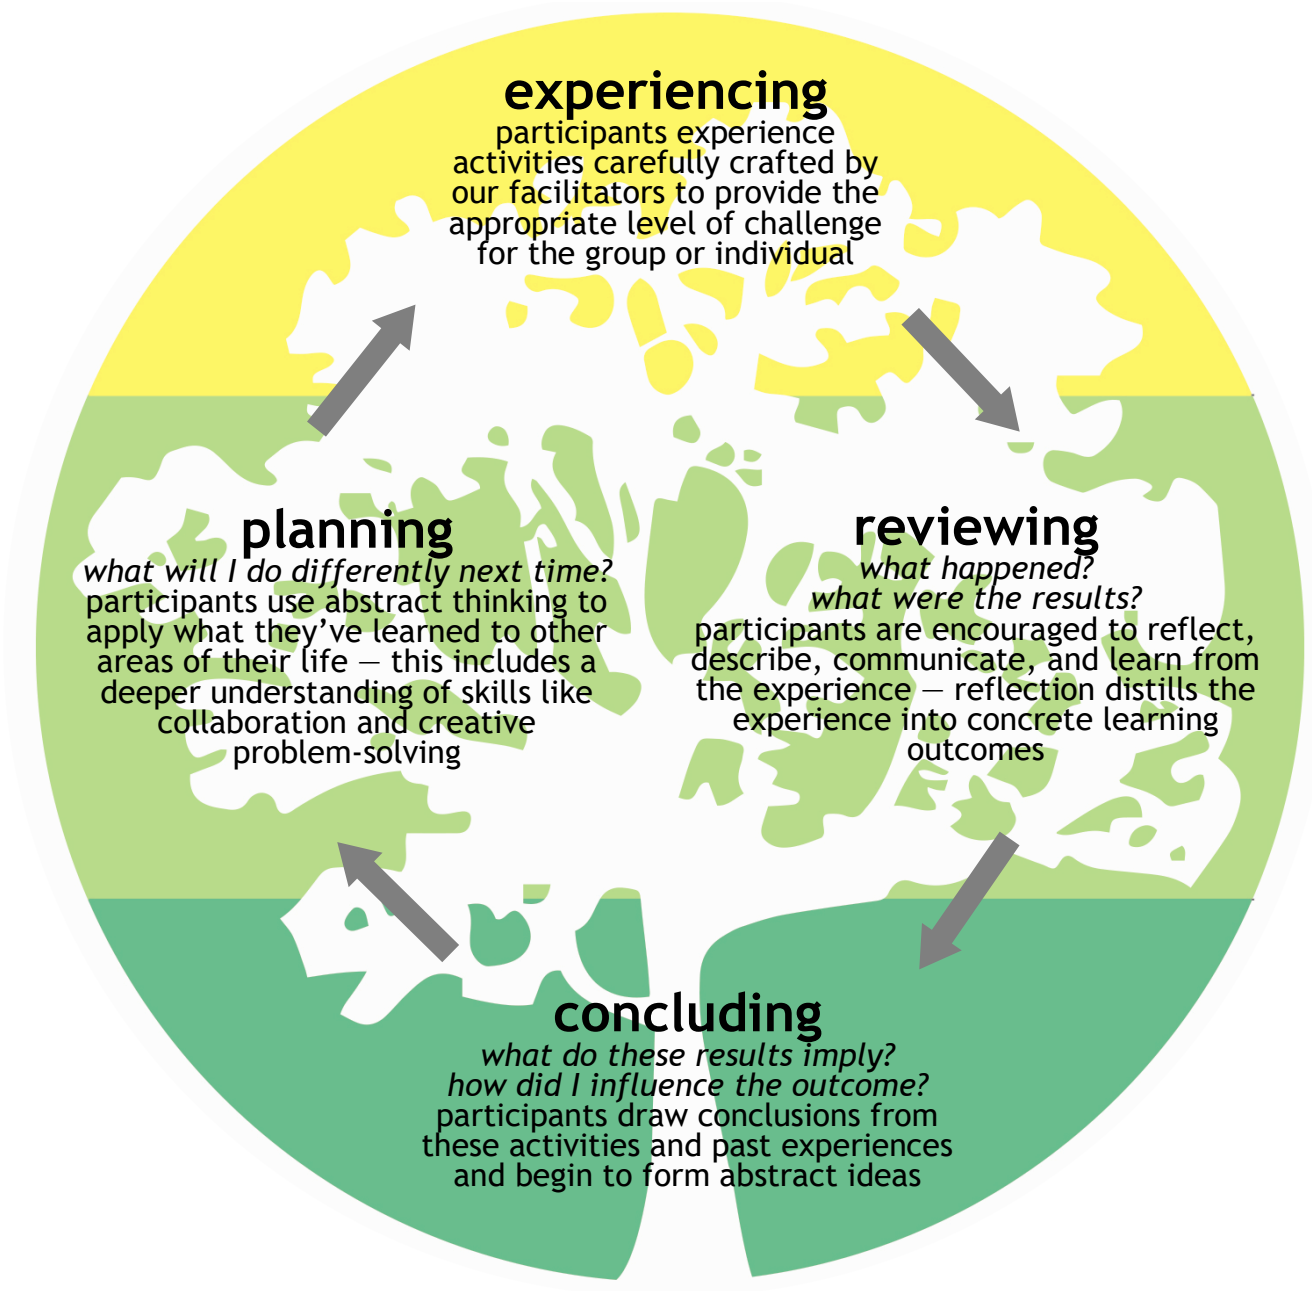 experiencing
participants experience
activities carefully crafted by
our facilitators to provide the
appropriate level of challenge
for the group or individual
planning
what will I do differently next time?
participants use abstract thinking to
apply what they’ve learned to other
areas of their life — this includes a
deeper understanding of skills like
collaboration and creative
problem-solving
reviewing
what happened?
what were the results?
participants are encouraged to reflect,
describe, communicate, and learn from
the experience — reflection distills the
experience into concrete learning
outcomes
concluding
what do these results imply?
how did I influence the outcome?
participants draw conclusions from
these activities and past experiences
and begin to form abstract ideas